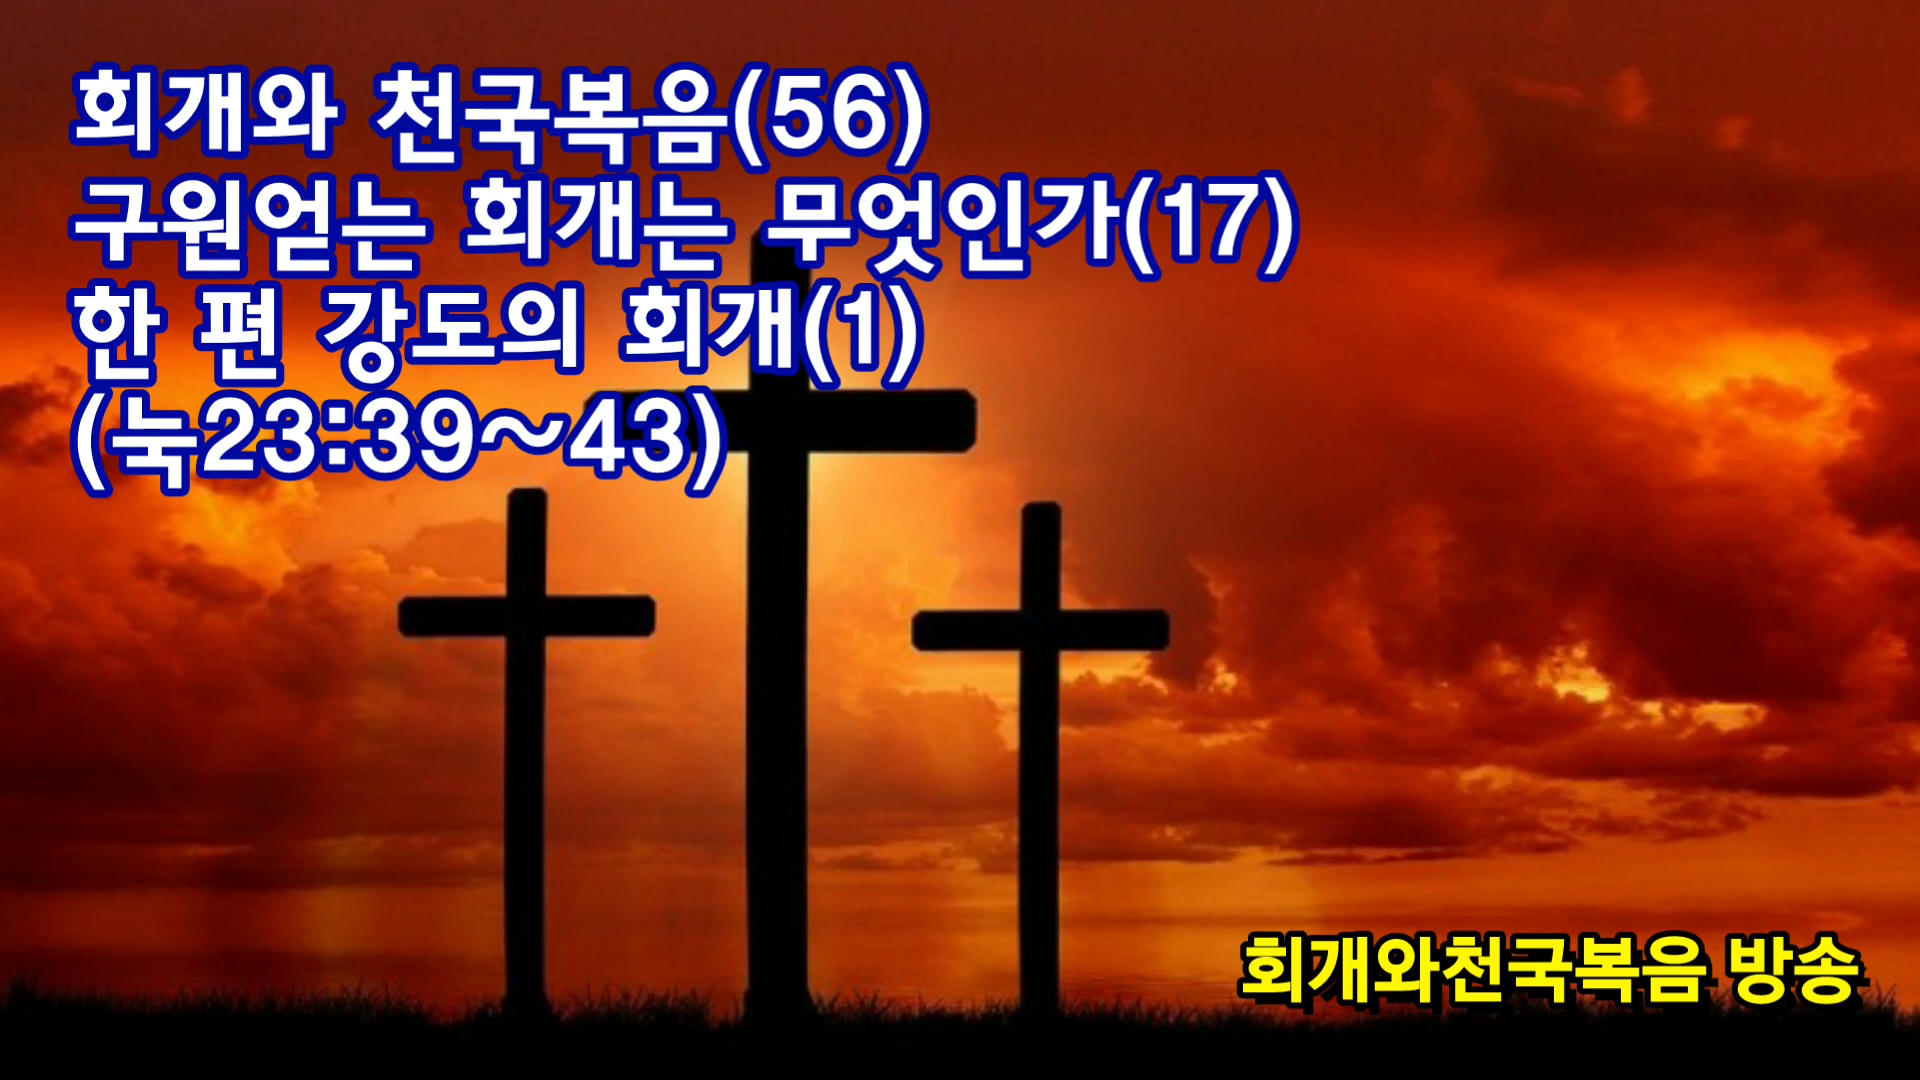 회개와 천국복음(56)
구원얻는 회개는 무엇인가(17)
한 편 강도의 회개(1)
(눅23:39~43)
회개와천국복음 방송